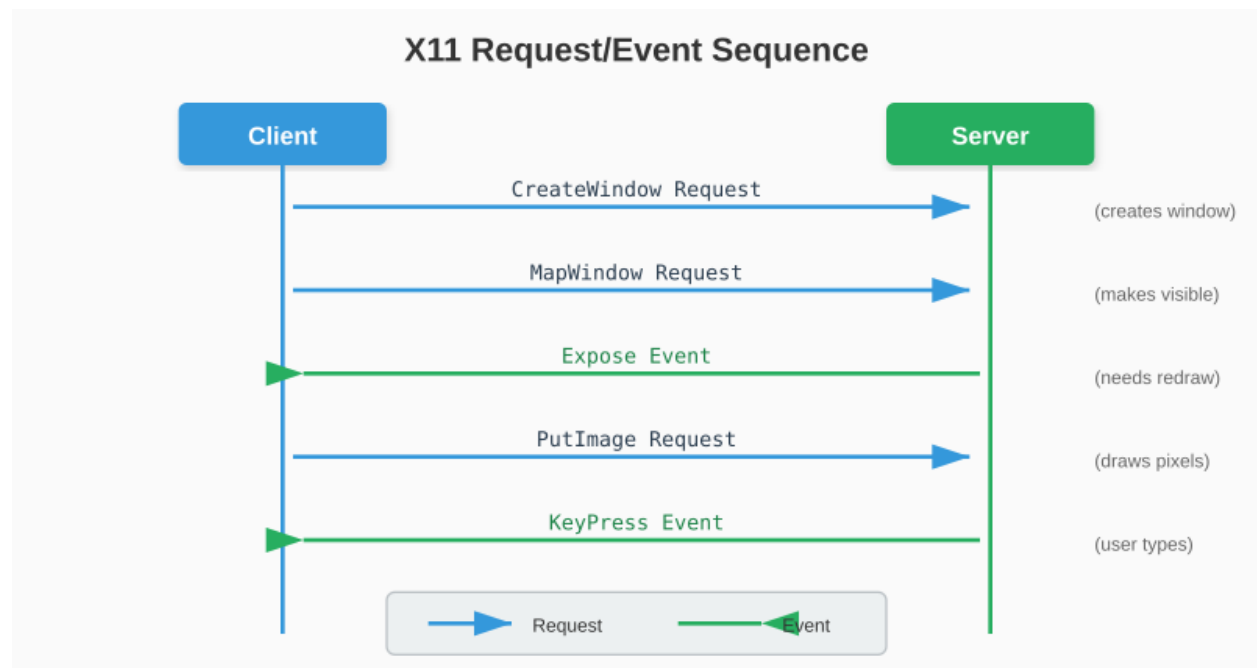 X11 Request/Event Sequence
Client
Server
CreateWindow Request
(creates window)
MapWindow Request
(makes visible)
Expose Event
(needs redraw)
PutImage Request
(draws pixels)
KeyPress Event
(user types)
Request
Event